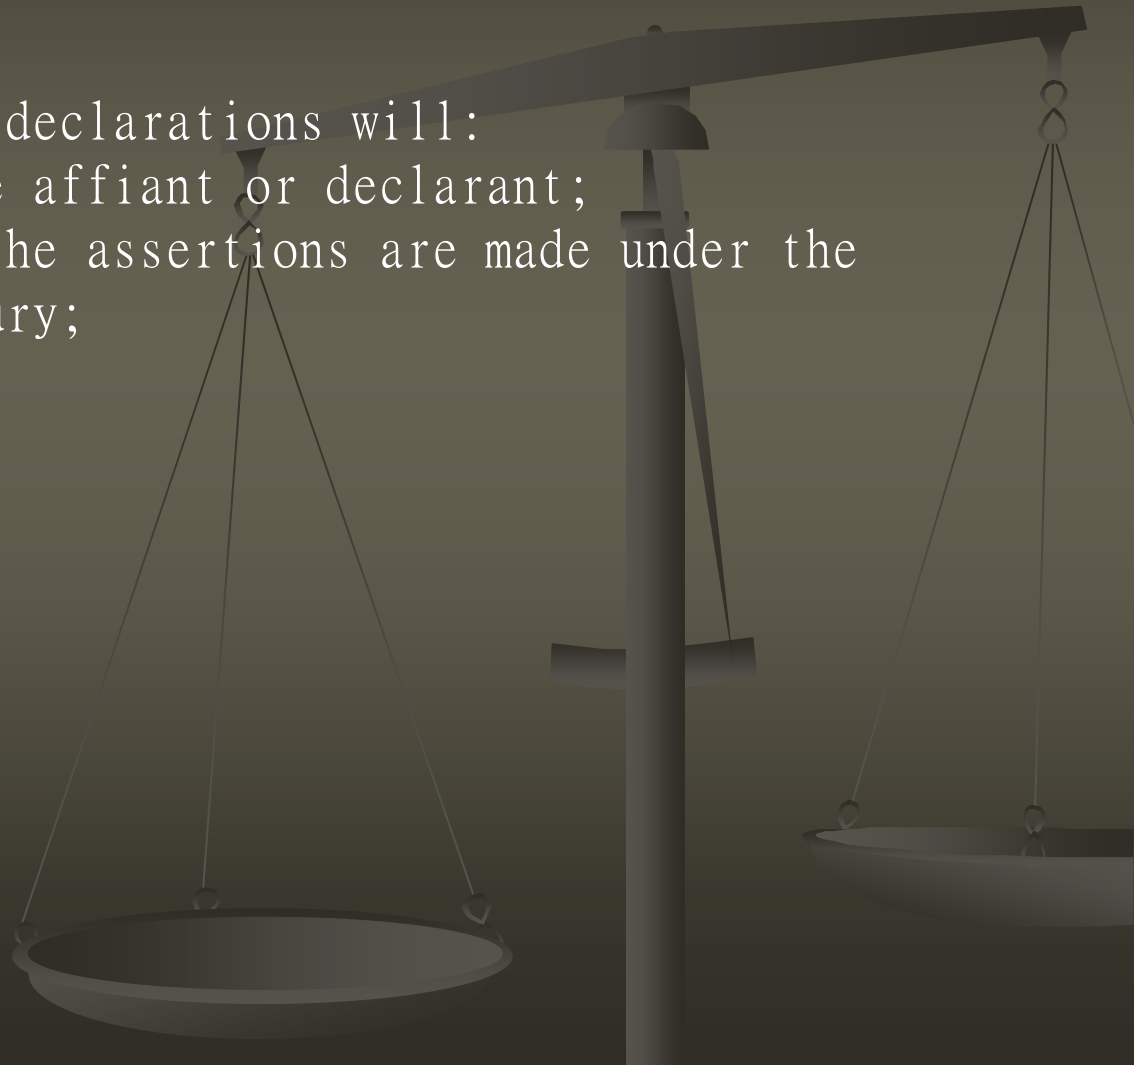 declarations will:
affiant or declarant;
assertions are made under the